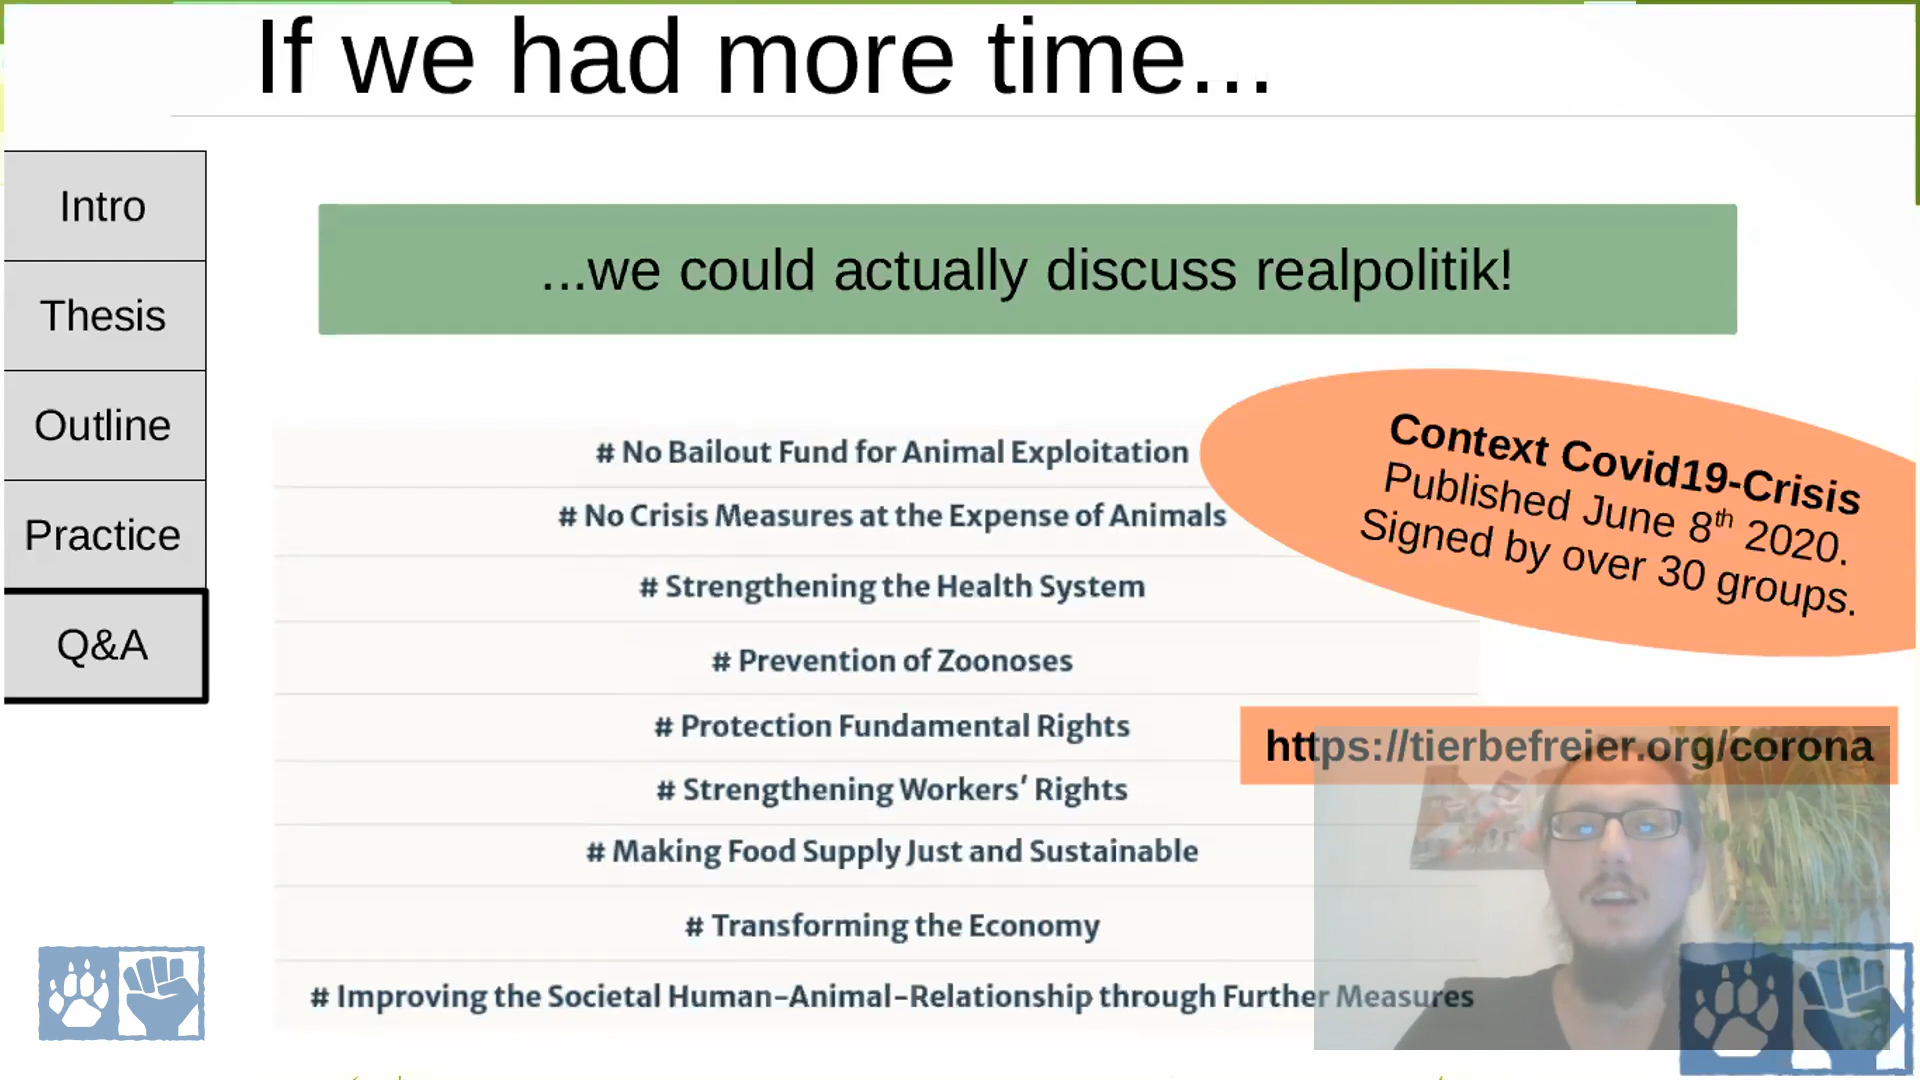 If we had more time...
Intro
Thesis
Outline
Practice
Q&A
...we could actually discuss realpolitik!
# No Bailout Fund for Animal Exploitation
# No Crisis Measures at the Expense of Animals
# Strengthening the Health System
# Prevention of Zoonoses
# Protection Fundamental Rights
# Strengthening Workers’ Rights
# Making Food Supply Just and Sustainable
# Transforming the Economy
# Improving the Societal Human-Animal-Relationship through Further Measures
Context Covid19-Crisis
Published June 8th 2020.
Signed by over 30 groups.
https://tierbefreier.org/corona